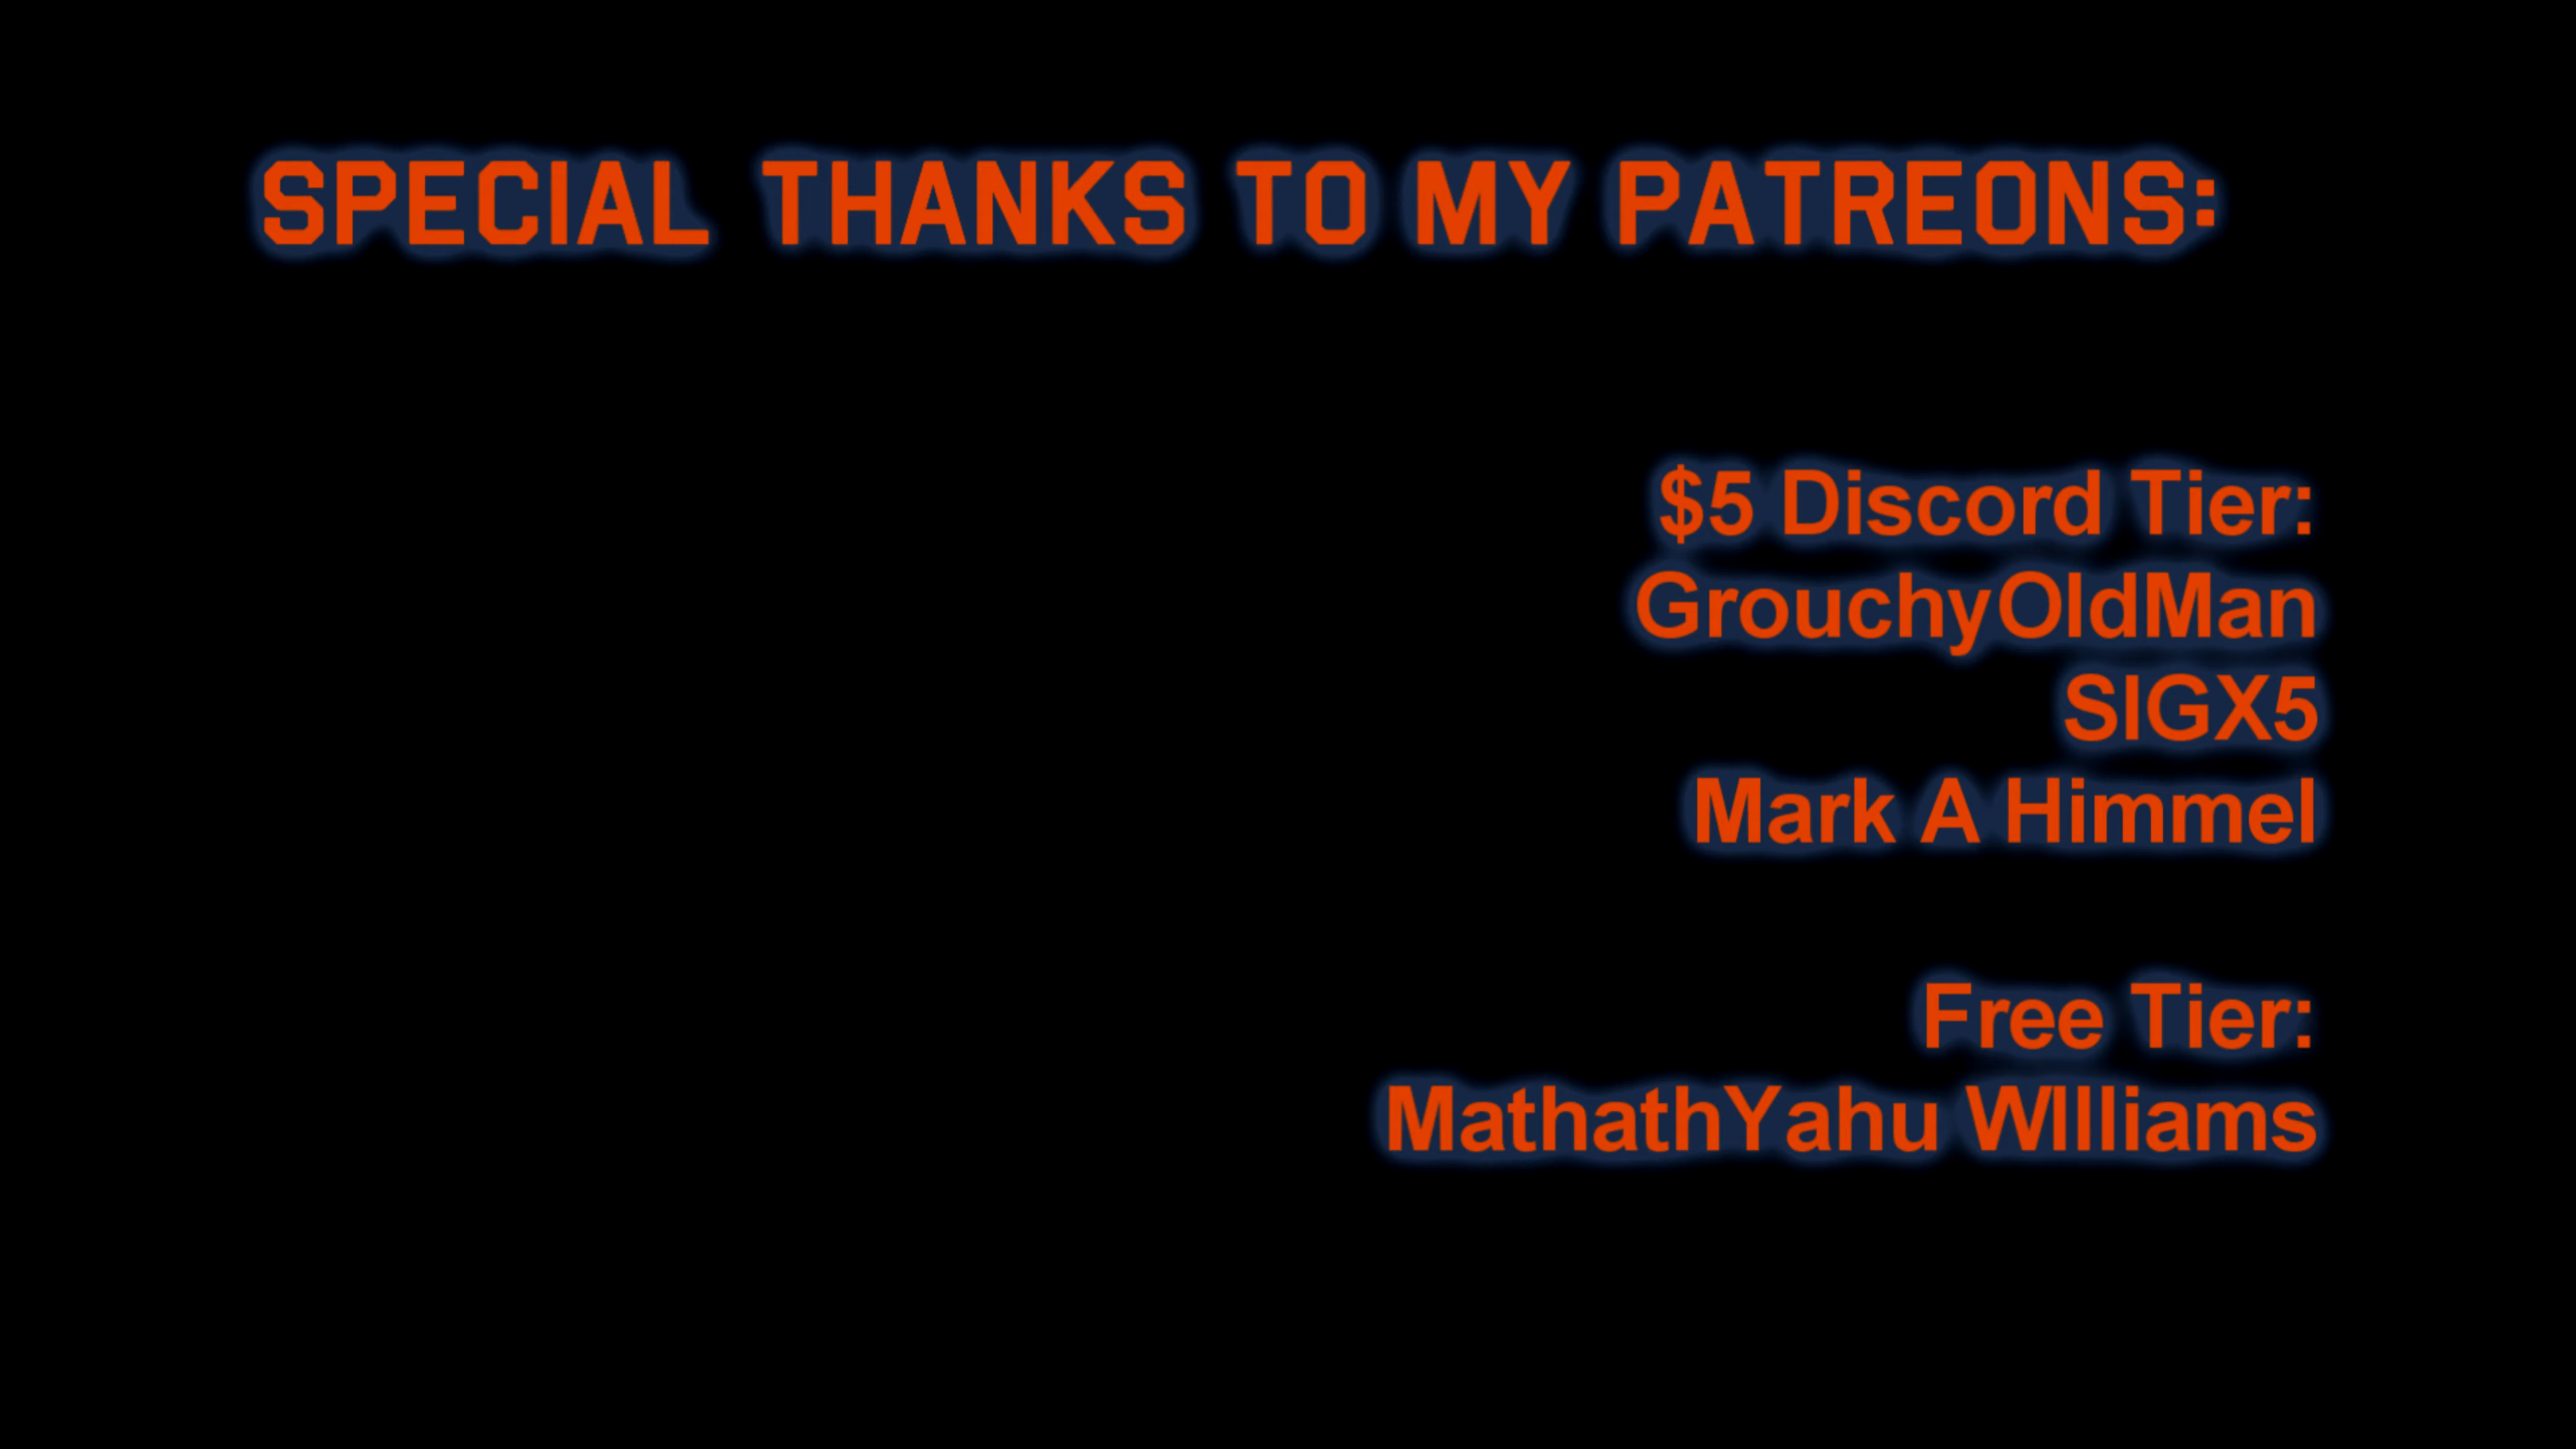 SPECIAL THANKS TO MY PATREONS:
$5 Discord Tier:
GrouchyOldMan
SIGX5
Mark A Himmel
Free Tier:
MathathYahu WIlliams